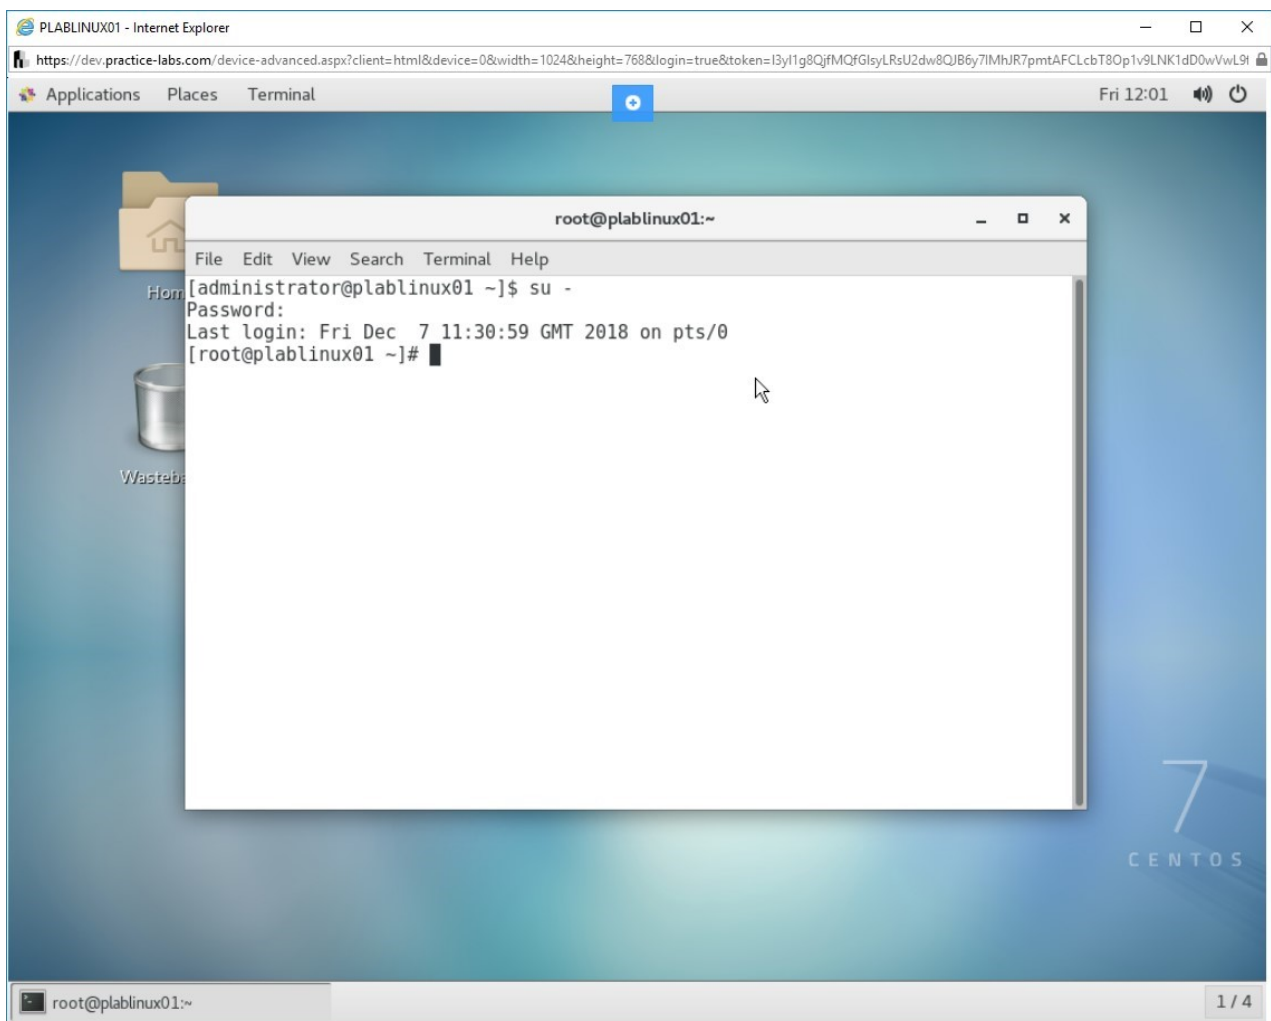 PLABLINUX01 - Internet Explorer
https://dev.practice-labs.com/device-advanced.aspx?client=html&device=0&width=1024&height=768&login=true&token=
Applications Places Terminal Fri 12:01
root@plablinux01:~
File Edit View Search Terminal Help
[administrator@plablinux01 ~]$ su -
Password:
Last login: Fri Dec  7 11:30:59 GMT 2018 on pts/0
[root@plablinux01 ~]#
7
CENTOS
root@plablinux01:~
1 / 4